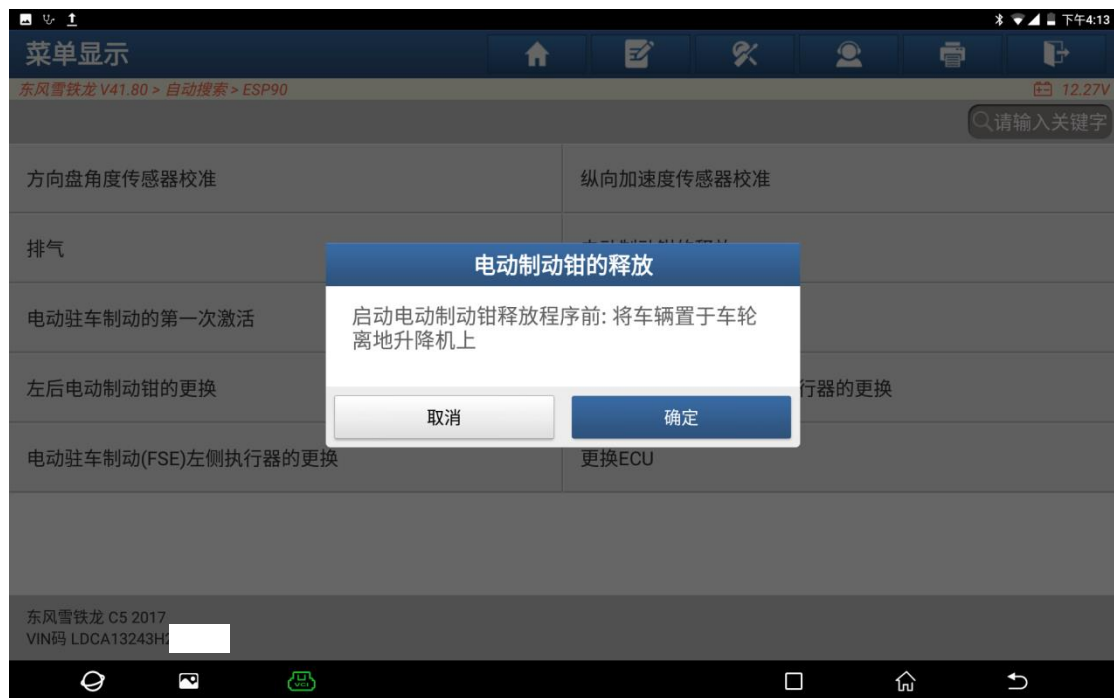 下午4:13
菜单显示
东风雪铁龙 V41.80 > 自动搜索 > ESP90
12.27V
请输入关键字
方向盘角度传感器校准
纵向加速度传感器校准
排气
电动制动钳的释放
启动电动制动钳释放程序前: 将车辆置于车轮
离地升降机上
取消
确定
电动驻车制动的第一次激活
左后电动制动钳的更换
行器的更换
电动驻车制动(FSE)左侧执行器的更换
更换ECU
东风雪铁龙 C5 2017
VIN码 LDCA13243H
VCI